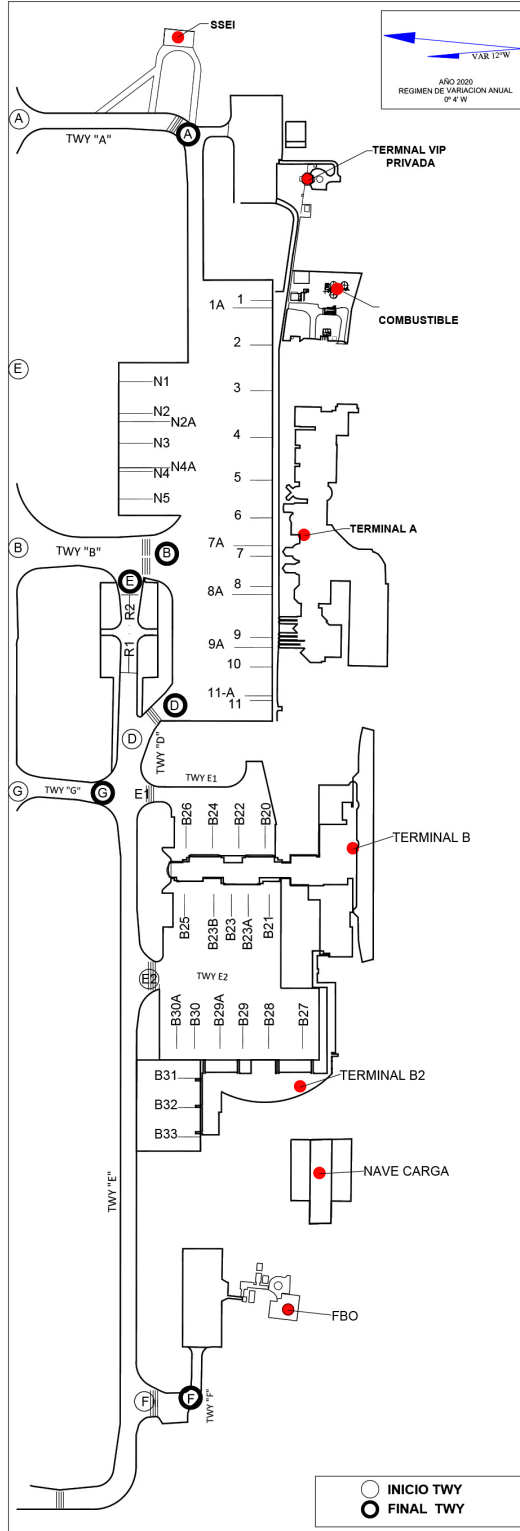 SSEI
VAR 12°W
AÑO 2020
REGIMEN DE VARIACION ANUAL
0° 4' W
A
TWY "A"
A
TERMNAL VIP
PRIVADA
COMBUSTIBLE
1
1A
2
E
N1
3
N2
N2A
4
N3
N4A
N4
5
N5
6
TERMINAL A
B
TWY "B"
B
7A
7
E
8
8A
R2
9
R1
9A
10
11-A
11
D
D
TWY "D"
TWY E1
G
TWY "G"
G
E1
B26
B24
B22
B20
TERMINAL B
B25
B23B
B23
B23A
B21
E2
TWY E2
B30A
B30
B29A
B29
B28
B27
B31
TERMINAL B2
B32
B33
TWY "E"
NAVE CARGA
FBO
F
F
TWY "F"
INICIO TWY
FINAL TWY